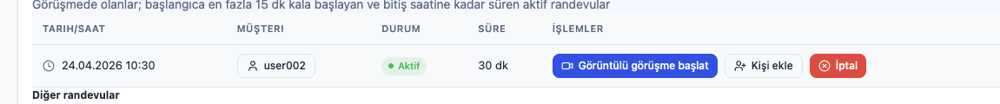 Görüşmede olanlar; başlangıca en fazla 15 dk kala başlayan ve bitiş saatine kadar süren aktif randevular
TARIH/SAAT MÜŞTERI DURUM SÜRE İŞLEMLER
24.04.2026 10:30 user002 Aktif 30 dk Görüntülü görüşme başlat Kişi ekle İptal
Diğer randevular